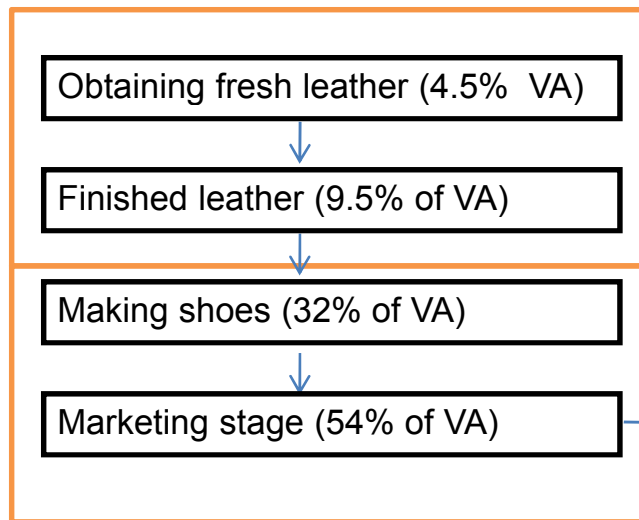 Obtaining fresh leather (4.5%  VA)
Finished leather (9.5% of VA)
Making shoes (32% of VA)
Marketing stage (54% of VA)